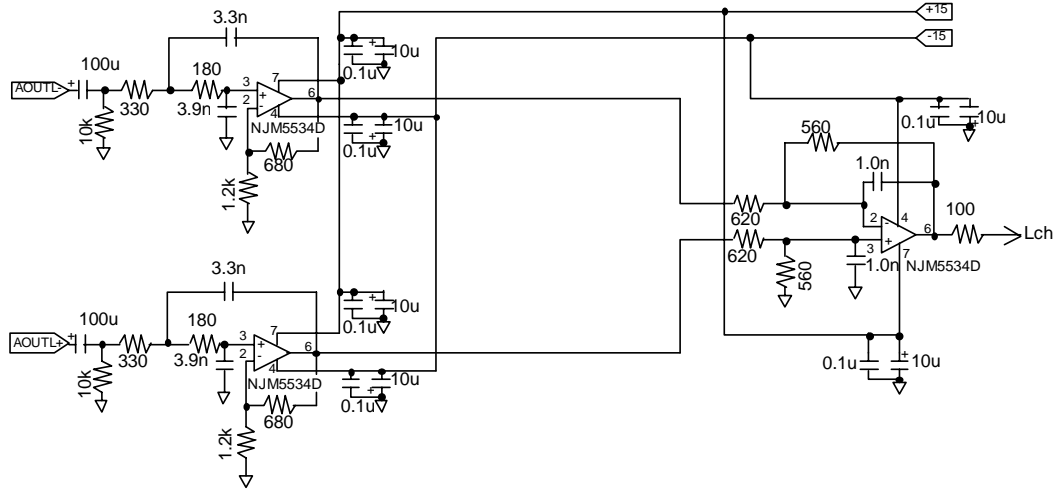 +15
-15
3.3n
10u
0.1u
AOUTL-
+
100u
330
180
3.9n
10k
3
2
+
-
7
4
6
NJM5534D
680
1.2k
+
10u
0.1u
+
10u
0.1u
+
560
1.0n
620
620
560
1.0n
2
3
-
+
4
7
6
NJM5534D
100
Lch
3.3n
+
10u
0.1u
AOUTL+
+
100u
330
180
3.9n
10k
3
2
+
-
7
4
6
NJM5534D
680
1.2k
10u
0.1u
+
0.1u
+
10u